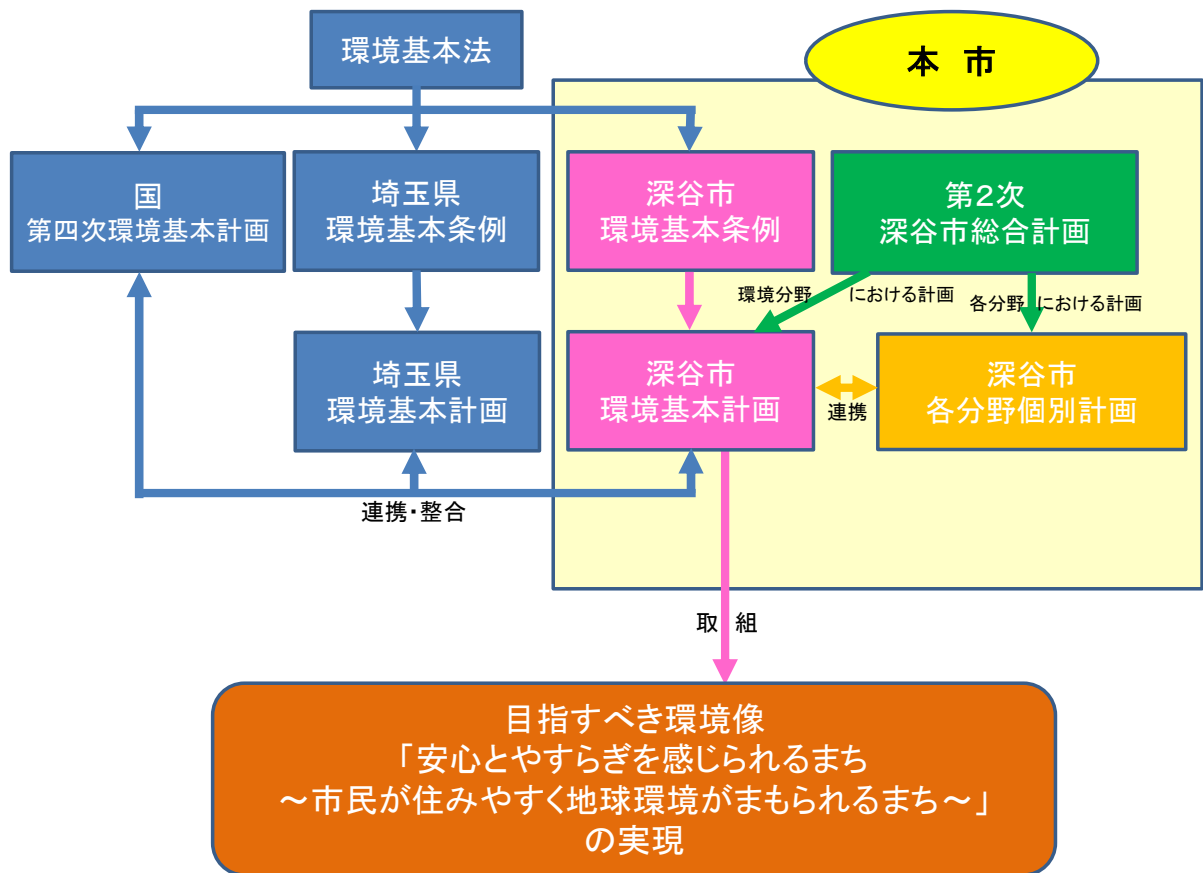 環境基本法
本 市
国
第四次環境基本計画
埼玉県
環境基本条例
深谷市
環境基本条例
第2次
深谷市総合計画
環境分野 における計画
各分野 における計画
埼玉県
環境基本計画
深谷市
環境基本計画
連携
深谷市
各分野個別計画
連携・整合
取 組
目指すべき環境像
「安心とやすらぎを感じられるまち
～市民が住みやすく地球環境がまもられるまち～」
の実現